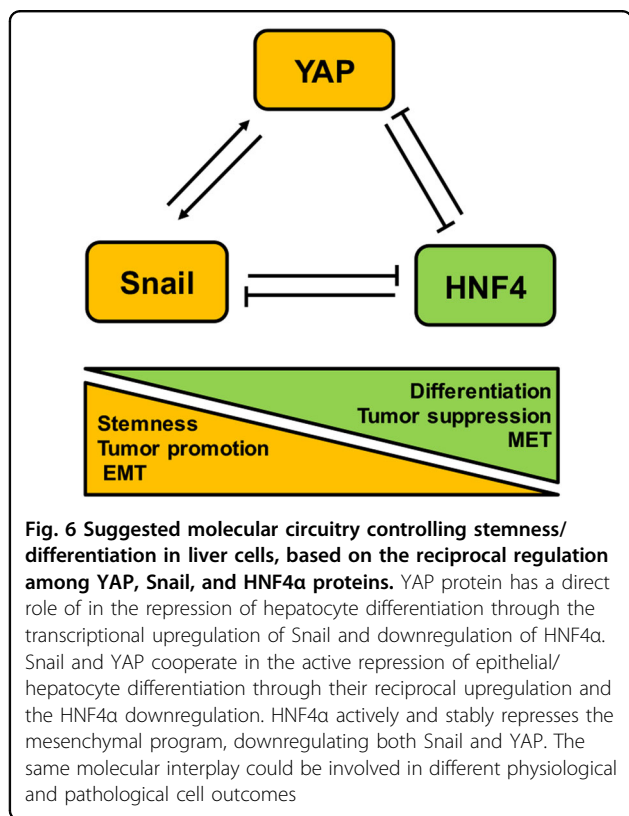 YAP
Snail
HNF4
Differentiation
Tumor suppression
MET
Stemness
Tumor promotion
EMT
Fig. 6 Suggested molecular circuitry controlling stemness/
differentiation in liver cells, based on the reciprocal regulation
among YAP, Snail, and HNF4α proteins. YAP protein has a direct
role of in the repression of hepatocyte differentiation through the
transcriptional upregulation of Snail and downregulation of HNF4α.
Snail and YAP cooperate in the active repression of epithelial/
hepatocyte differentiation through their reciprocal upregulation and
the HNF4α downregulation. HNF4α actively and stably represses the
mesenchymal program, downregulating both Snail and YAP. The
same molecular interplay could be involved in different physiological
and pathological cell outcomes